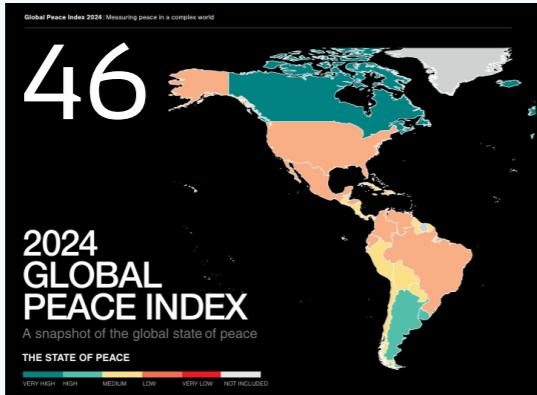 Global Peace Index 2024 | Measuring peace in a complex world
46
2024
GLOBAL
PEACE INDEX
A snapshot of the global state of peace
THE STATE OF PEACE
VERY HIGH HIGH MEDIUM LOW VERY LOW NOT INCLUDED